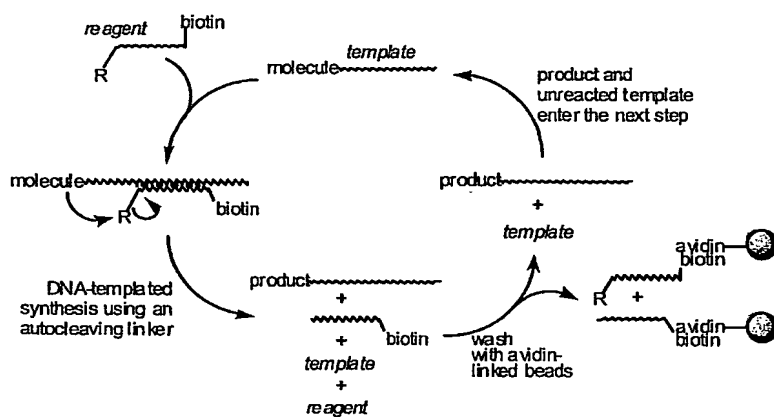 reagent
biotin
R
molecule
template
product and
unreacted template
enter the next step
molecule
R
biotin
DNA-templated
synthesis using an
autocleaving linker
product
+
biotin
+
template
+
reagent
wash
with avidin-
linked beads
product
+
template
avidin
biotin
R
+
avidin
biotin